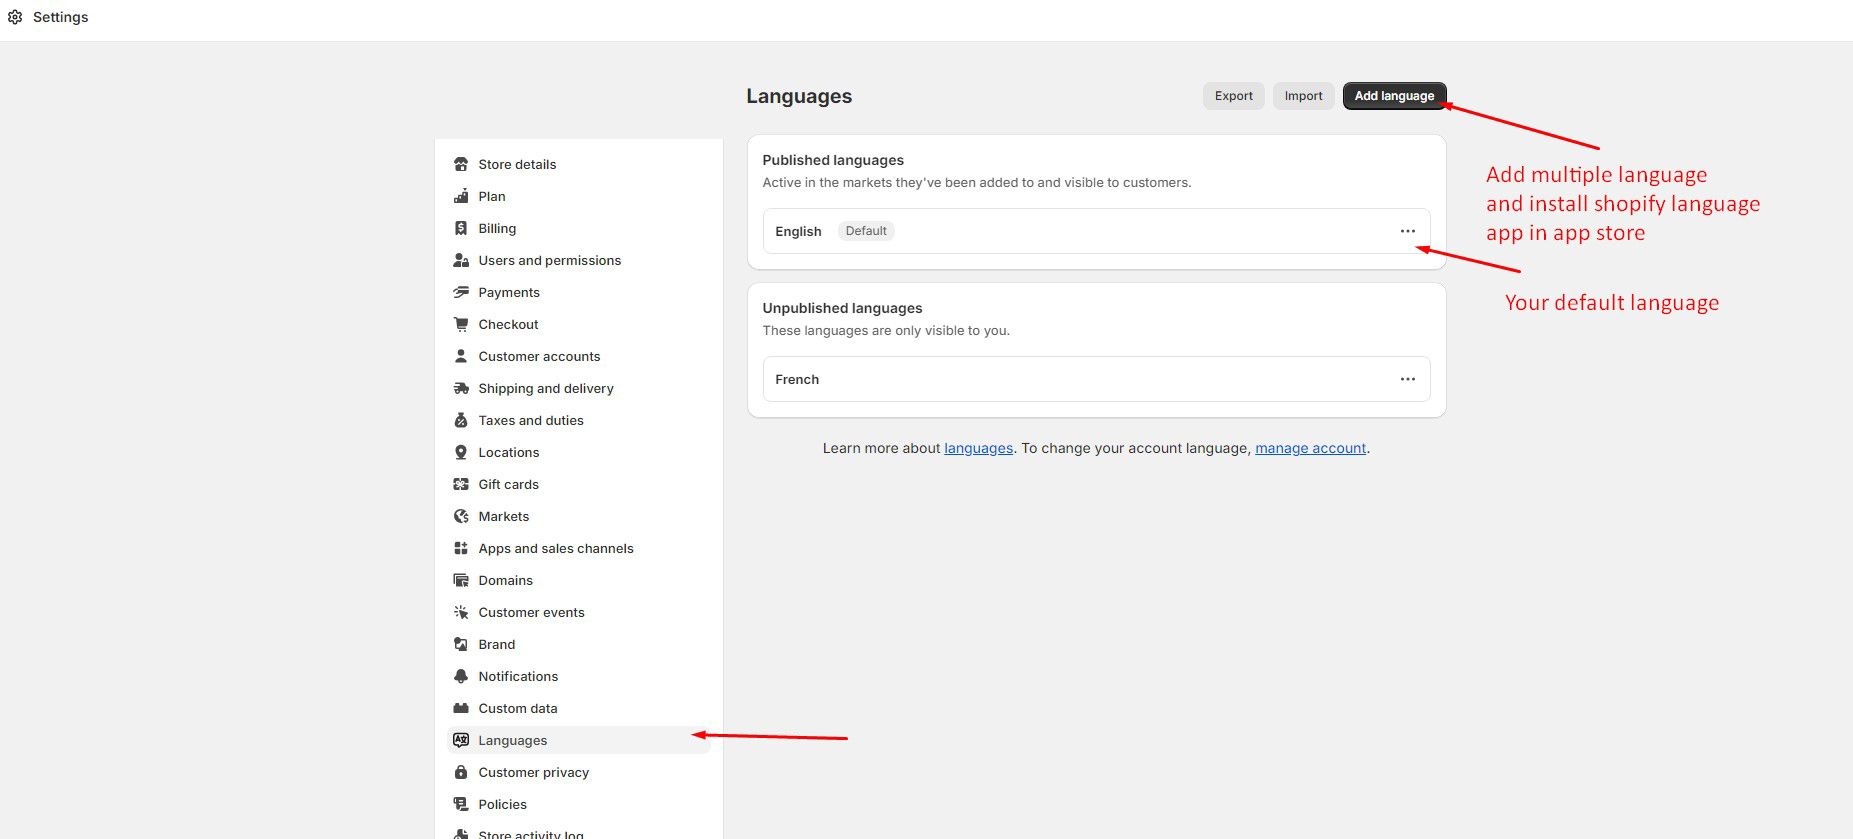 Settings
Languages
Export
Import
Add language
Store details
Plan
Billing
Users and permissions
Payments
Checkout
Customer accounts
Shipping and delivery
Taxes and duties
Locations
Gift cards
Markets
Apps and sales channels
Domains
Customer events
Brand
Notifications
Custom data
Languages
Customer privacy
Policies
Store activity log
Published languages
Active in the markets they've been added to and visible to customers.
English Default
Unpublished languages
These languages are only visible to you.
French
Learn more about languages. To change your account language, manage account.
Add multiple language
and install shopify language
app in app store
Your default language